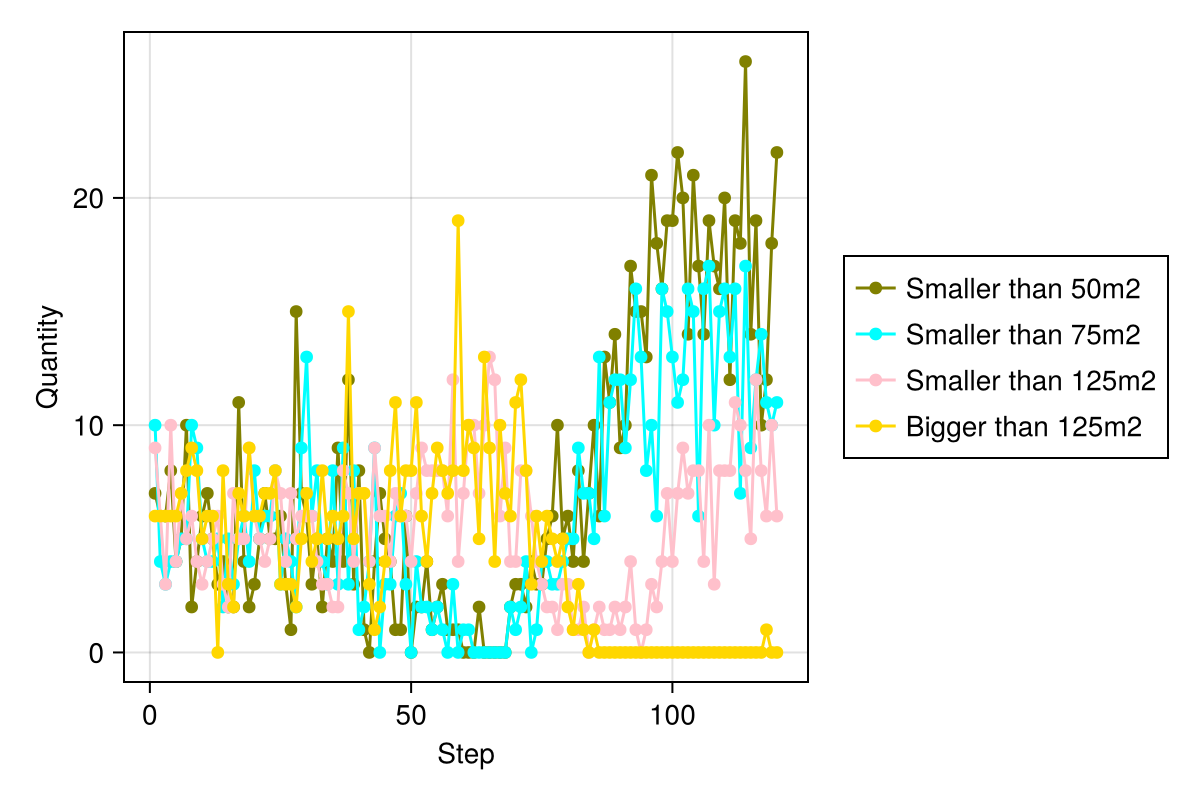 20
10
0
Quantity
0
50
100
Step
Smaller than 50m2
Smaller than 75m2
Smaller than 125m2
Bigger than 125m2